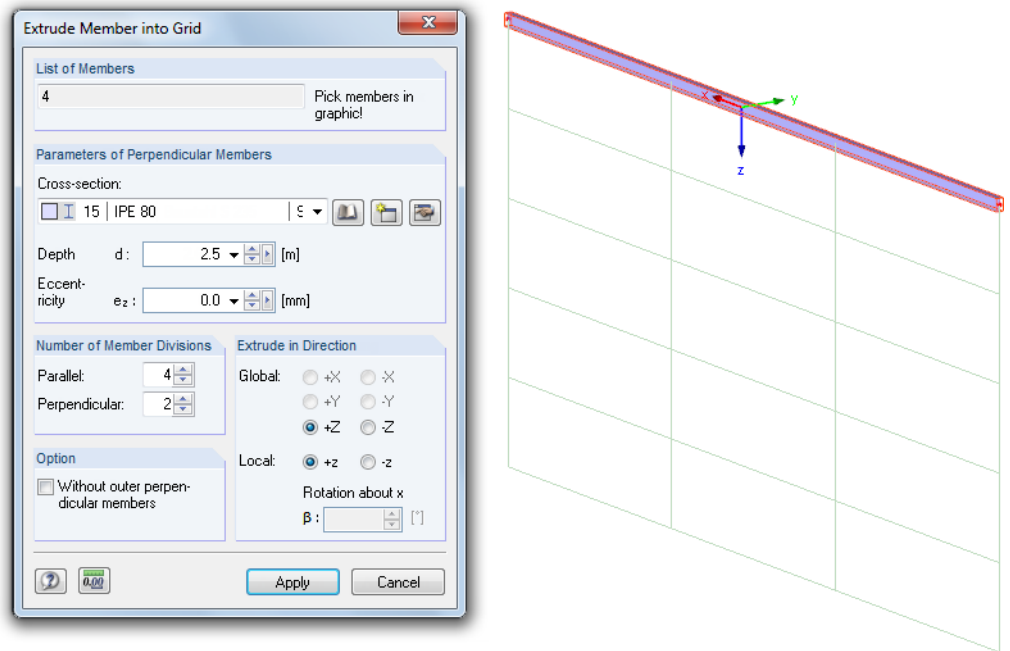 Extrude Member into Grid
List of Members
4
Pick members in
graphic!
Parameters of Perpendicular Members
Cross-section:
15 | IPE 80
Depth d: 2.5 [m]
Eccent-
ricity e z : 0.0 [mm]
Number of Member Divisions
Parallel: 4
Perpendicular: 2
Option
Without outer perpen-
dicular members
Extrude in Direction
Global: +X -X
+Y -Y
+Z -Z
Local: +z -z
Rotation about x
β : [°]
? 0.00 Apply Cancel
x Y
z